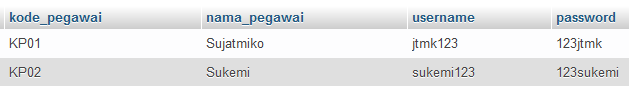 kode_pegawai nama_pegawai username password
KP01 Sujatmiko jtmk123 123jtmk
KP02 Sukemi sukemi123 123sukemi